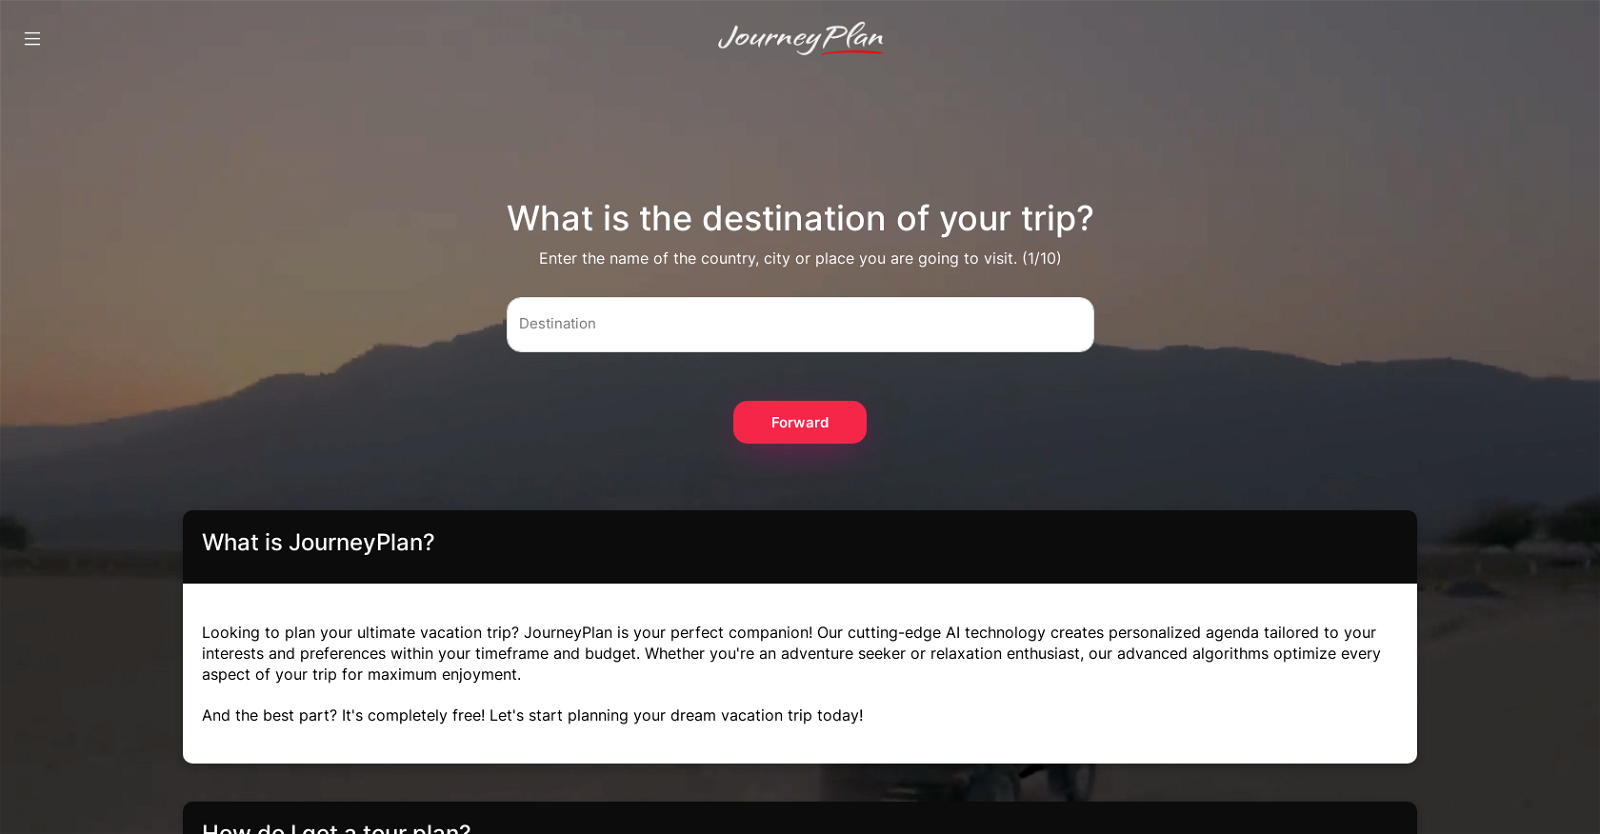 JourneyPlan
What is the destination of your trip?
Enter the name of the country, city or place you are going to visit. (1/10)
Destination
Forward
What is JourneyPlan?
Looking to plan your ultimate vacation trip? JourneyPlan is your perfect companion! Our cutting-edge AI technology creates personalized agenda tailored to your
interests and preferences within your timeframe and budget. Whether you're an adventure seeker or relaxation enthusiast, our advanced algorithms optimize every
aspect of your trip for maximum enjoyment.
And the best part? It's completely free! Let's start planning your dream vacation trip today!
How do I get a tour plan?